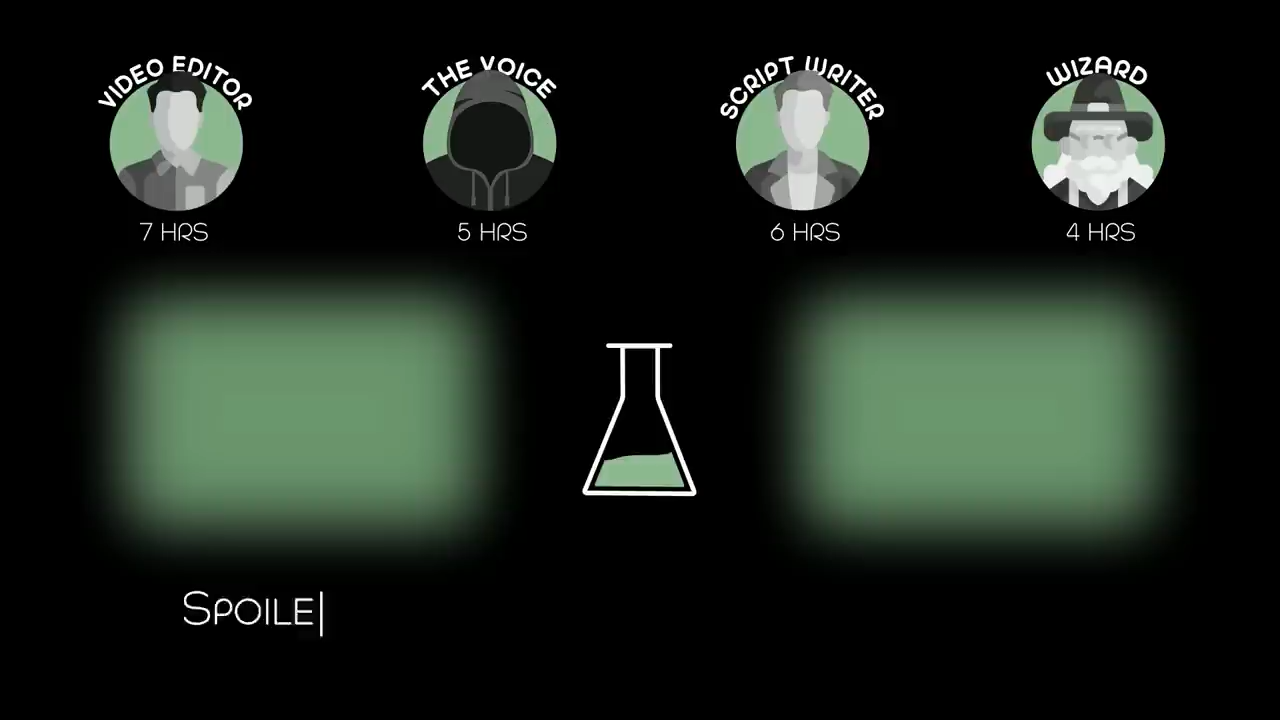 VIDEO EDITOR
THE VOICE
SCRIPT WRITER
WIZARD
7 HRS
5 HRS
6 HRS
4 HRS
SPOILE